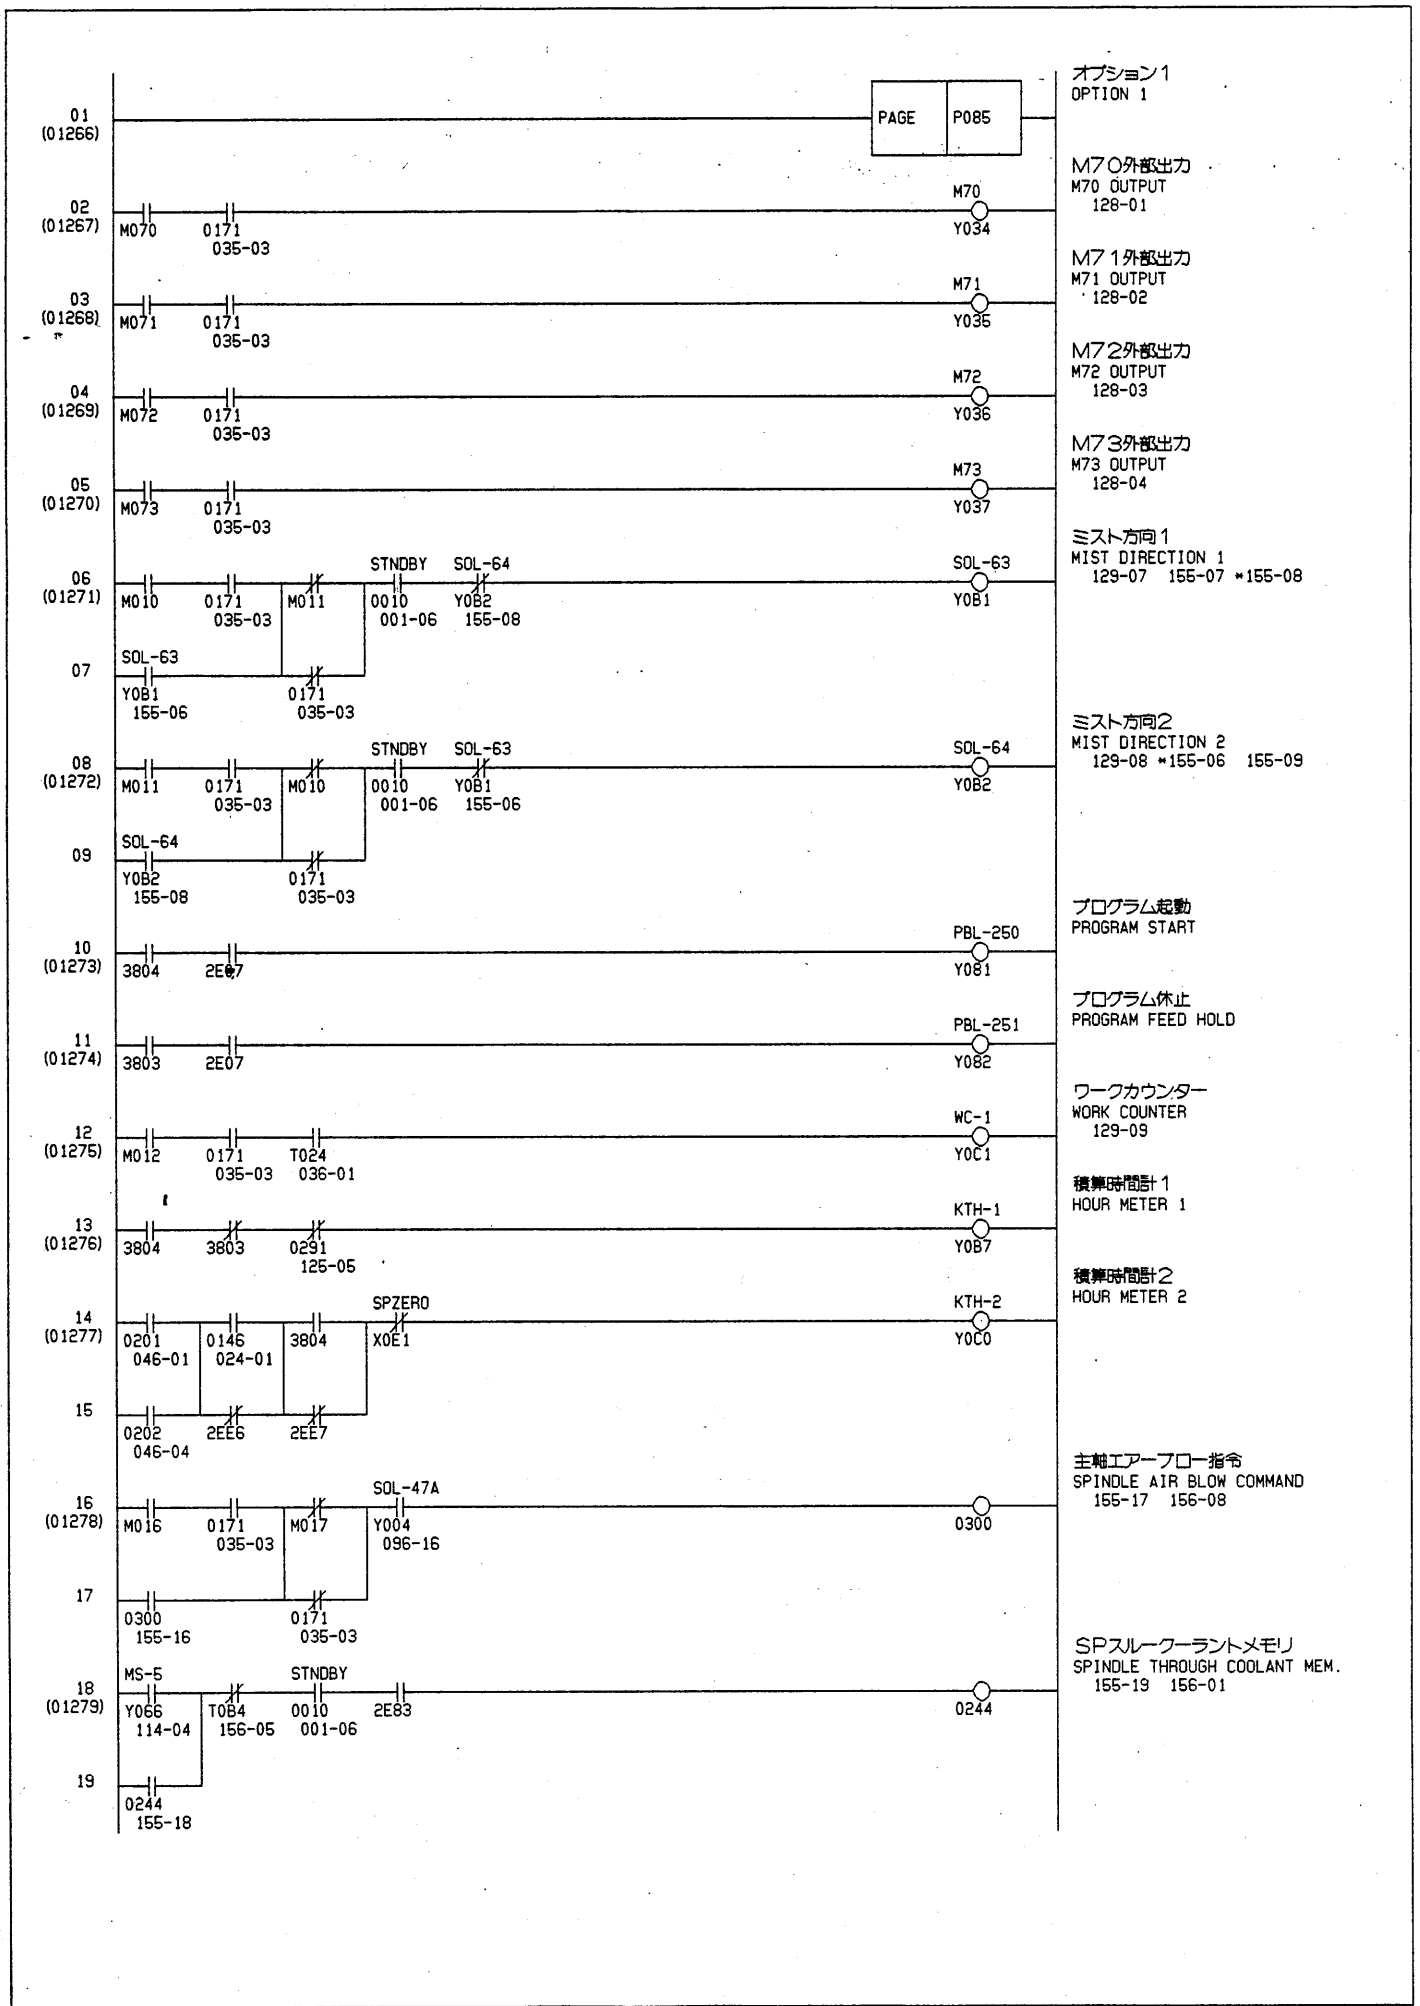 オプション1
OPTION 1
01
(01266)
PAGE P085
M70外部出力
M70 OUTPUT
128-01
02
(01267)
M070 0171
035-03
M70
Y034
M71外部出力
M71 OUTPUT
128-02
03
(01268)
M071 0171
035-03
M71
Y035
M72外部出力
M72 OUTPUT
128-03
04
(01269)
M072 0171
035-03
M72
Y036
M73外部出力
M73 OUTPUT
128-04
05
(01270)
M073 0171
035-03
M73
Y037
ミスト方向1
MIST DIRECTION 1
129-07 155-07 *155-08
06
(01271)
STNDBY SOL-64
M010 0171 M011 0010 Y0B2
035-03 001-06 155-08
SOL-63
Y0B1
07
SOL-63
Y0B1 0171
155-06 035-03
ミスト方向2
MIST DIRECTION 2
129-08 *155-06 155-09
08
(01272)
STNDBY SOL-63
M011 0171 M010 0010 Y0B1
035-03 001-06 155-06
SOL-64
Y0B2
09
SOL-64
Y0B2 0171
155-08 035-03
プログラム起動
PROGRAM START
10
(01273)
3804 2E07
PBL-250
Y081
プログラム休止
PROGRAM FEED HOLD
11
(01274)
3803 2E07
PBL-251
Y082
ワークカウンター
WORK COUNTER
129-09
12
(01275)
M012 0171 T024
035-03 036-01
WC-1
Y0C1
積算時間計1
HOUR METER 1
13
(01276)
3804 3803 0291
125-05
KTH-1
Y0B7
積算時間計2
HOUR METER 2
14
(01277)
SPZERO
0201 0146 3804 X0E1
046-01 024-01
KTH-2
Y0C0
15
0202 2EE6 2EE7
046-04
主軸エアーブロー指令
SPINDLE AIR BLOW COMMAND
155-17 156-08
16
(01278)
SOL-47A
M016 0171 M017 Y004
035-03 096-16
0300
17
0300 0171
155-16 035-03
SPスルークーラントメモリ
SPINDLE THROUGH COOLANT MEM.
155-19 156-01
18
(01279)
MS-5 STNDBY
Y066 T0B4 0010 2E83
114-04 156-05 001-06
0244
19
0244
155-18